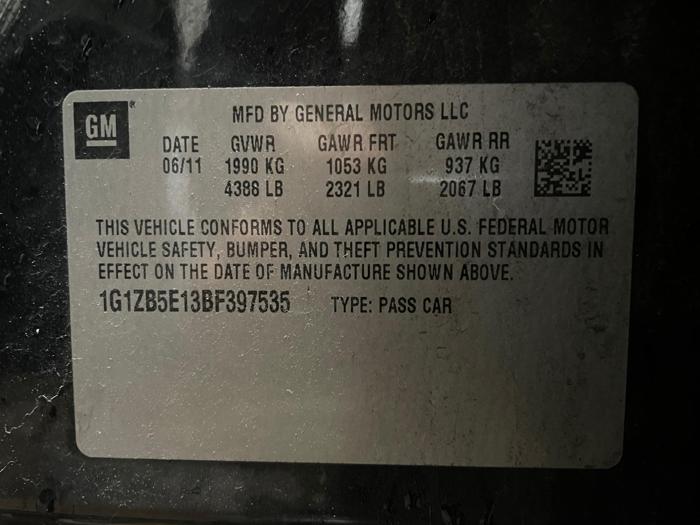 GM
MFD BY GENERAL MOTORS LLC
DATE GVWR GAWR FRT GAWR RR
06/11 1990 KG 1053 KG 937 KG
4388 LB 2321 LB 2067 LB
THIS VEHICLE CONFORMS TO ALL APPLICABLE U.S. FEDERAL MOTOR
VEHICLE SAFETY, BUMPER, AND THEFT PREVENTION STANDARDS IN
EFFECT ON THE DATE OF MANUFACTURE SHOWN ABOVE.
1G1ZB5E13BF397535 TYPE: PASS CAR